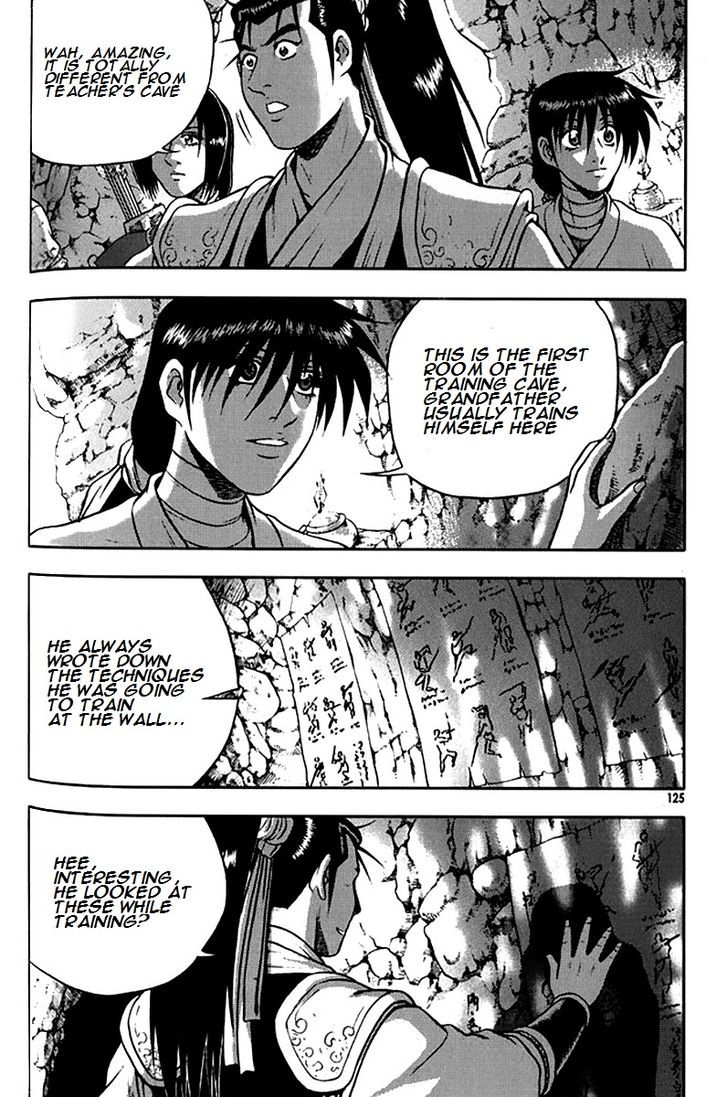 WAH, AMAZING,
IT IS TOTALLY
DIFFERENT FROM
TEACHER'S CAVE
THIS IS THE FIRST
ROOM OF THE
TRAINING CAVE,
GRANDFATHER
USUALLY TRAINS
HIMSELF HERE
HE ALWAYS
WROTE DOWN
THE TECHNIQUES
HE WAS GOING
TO TRAIN
AT THE WALL...
125
HEE,
INTERESTING,
HE LOOKED AT
THESE WHILE
TRAINING?